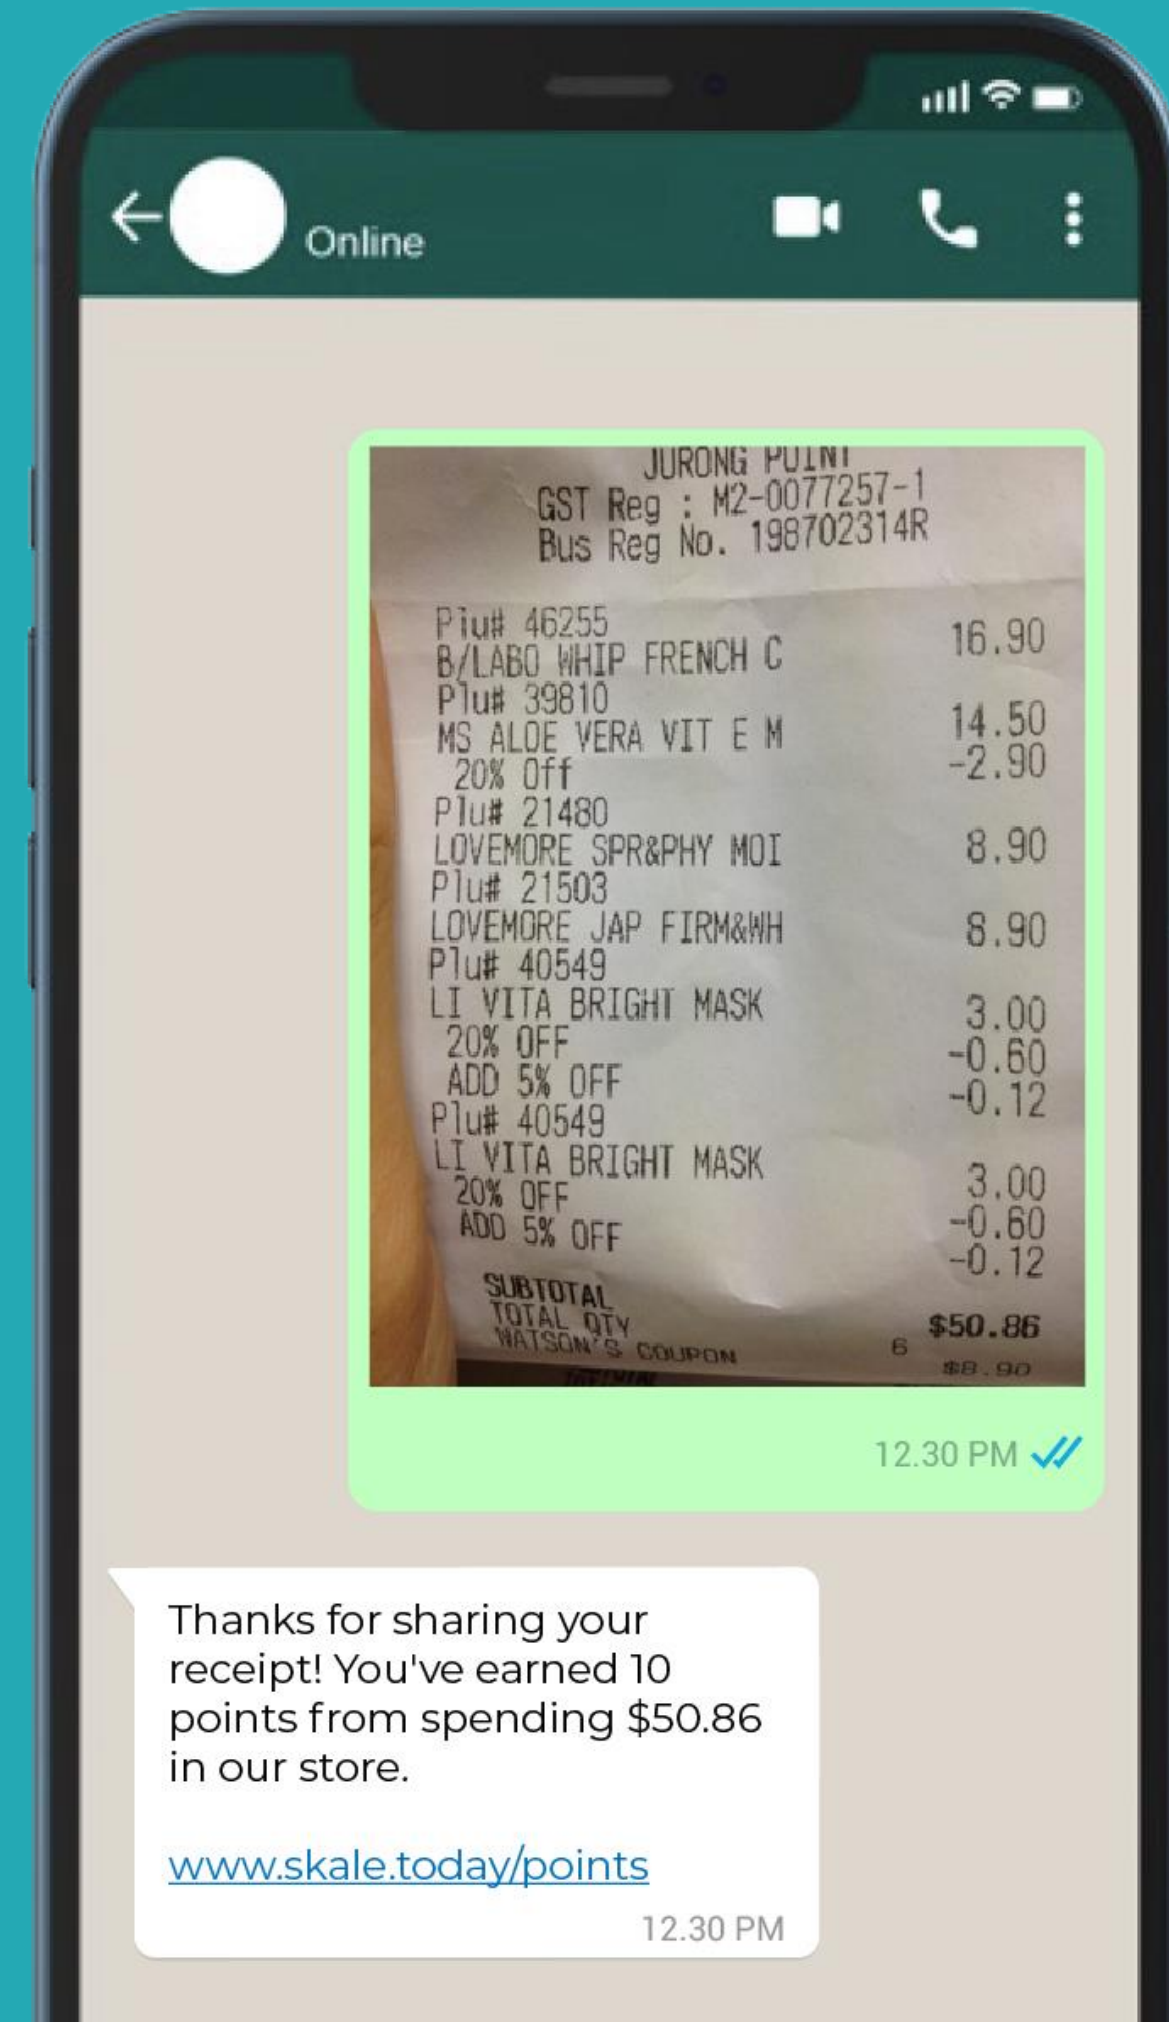 Online
JURONG POINT
GST Reg : M2-0077257-1
Bus Reg No. 198702314R
Plu# 46255
B/LABO WHIP FRENCH C 16.90
Plu# 39810
MS ALOE VERA VIT E M 14.50
20% Off -2.90
Plu# 21480
LOVEMORE SPR&PHY MOI 8.90
Plu# 21503
LOVEMORE JAP FIRM&WH 8.90
Plu# 40549
LI VITA BRIGHT MASK 3.00
20% OFF -0.60
ADD 5% OFF -0.12
Plu# 40549
LI VITA BRIGHT MASK 3.00
20% OFF -0.60
ADD 5% OFF -0.12
SUBTOTAL $50.86
TOTAL QTY 6
WATSON'S COUPON $8.90
12.30 PM
Thanks for sharing your
receipt! You've earned 10
points from spending $50.86
in our store.
www.skale.today/points
12.30 PM